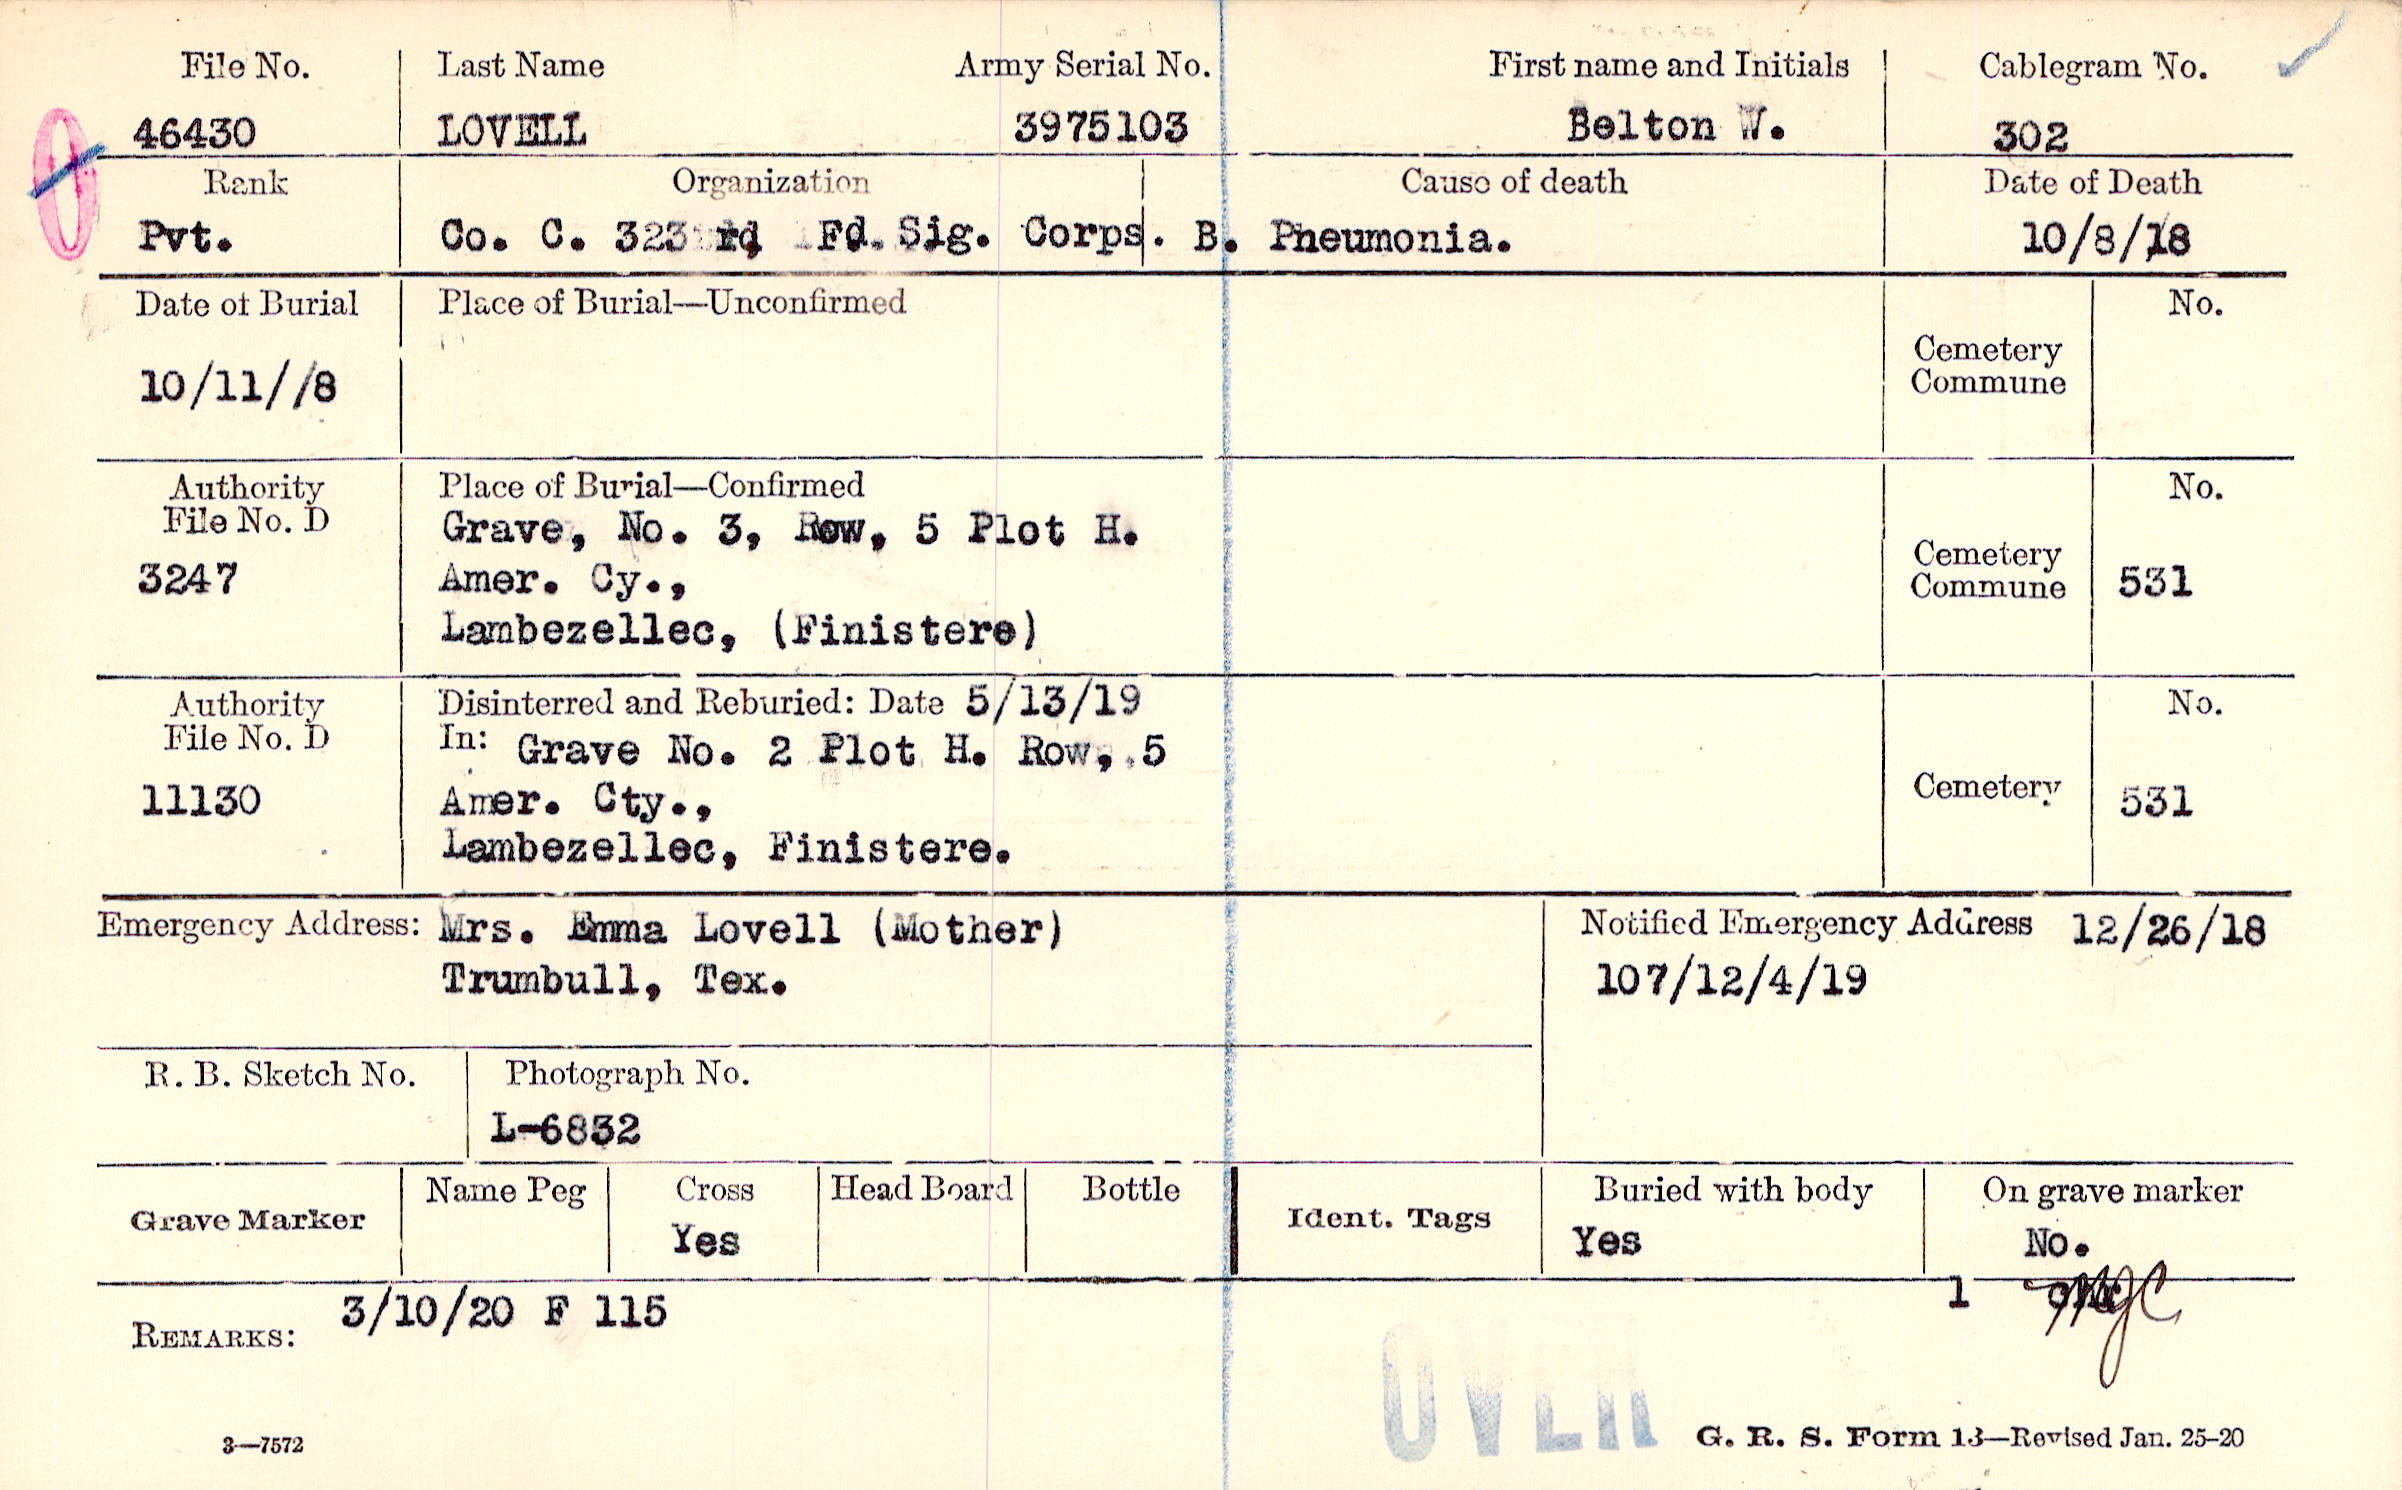 File No. Last Name Army Serial No. First name and Initials Cablegram No.
46430 LOVELL 3975103 Belton W. 302
Rank Organization Cause of death Date of Death
Pvt. Co. C. 323rd Fd. Sig. Corps. B. Pneumonia. 10/8/18
Date of Burial Place of Burial—Unconfirmed No.
Cemetery
Commune
10/11//8
Authority Place of Burial—Confirmed No.
File No. D
Grave, No. 3, Row, 5 Plot H.
Cemetery
3247 Amer. Cy., Commune 531
Lambezellec, (Finistere)
Authority Disinterred and Reburied: Date 5/13/19 No.
File No. D In: Grave No. 2 Plot H. Row, 5
11130 Amer. Cty., Cemetery 531
Lambezellec, Finistere.
Emergency Address: Mrs. Emma Lovell (Mother) Notified Emergency Address 12/26/18
Trumbull, Tex. 107/12/4/19
R. B. Sketch No. Photograph No.
L-6832
Name Peg Cross Head Board Bottle Buried with body On grave marker
Grave Marker Ident. Tags
Yes Yes No.
1
3/10/20 F 115
REMARKS:
OVER
3—7572 G. R. S. Form 13—Revised Jan. 25-20